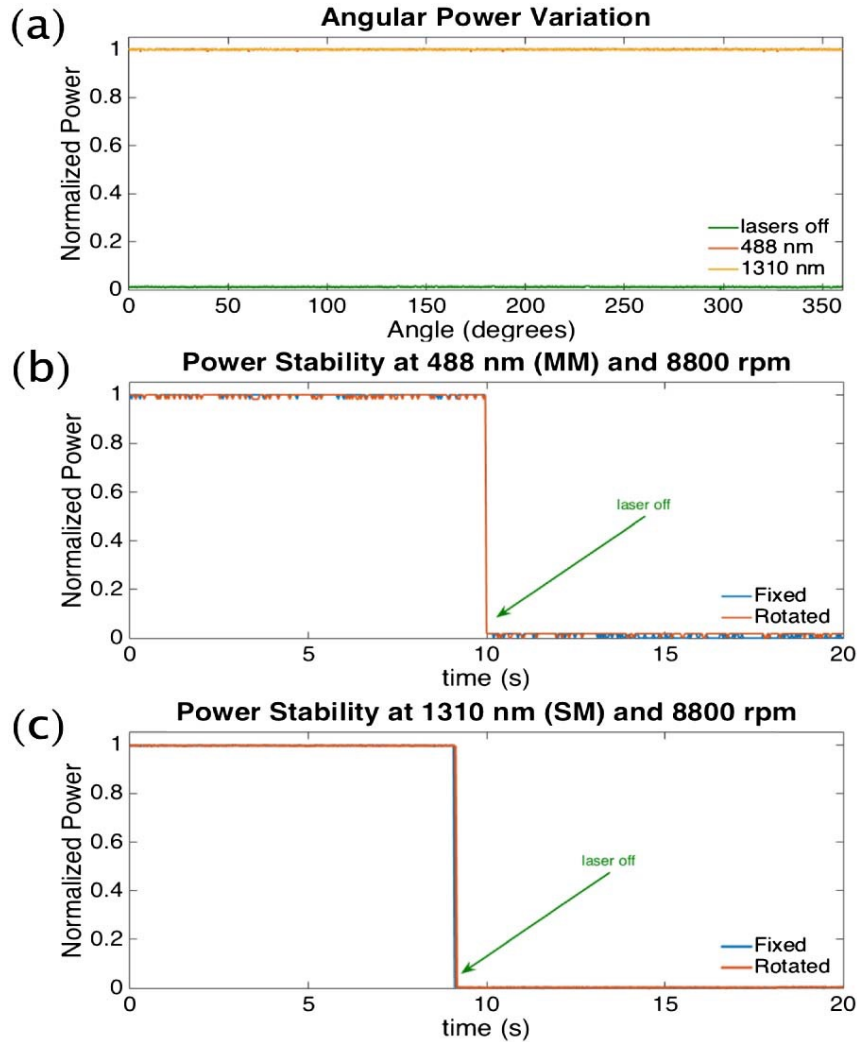 (a)
Angular Power Variation
Normalized Power
1
0.8
0.6
0.4
0.2
0
lasers off
488 nm
1310 nm
0 50 100 150 200 250 300 350
Angle (degrees)
(b)
Power Stability at 488 nm (MM) and 8800 rpm
Normalized Power
1
0.8
0.6
0.4
0.2
0
laser off
Fixed
Rotated
0 5 10 15 20
time (s)
(c)
Power Stability at 1310 nm (SM) and 8800 rpm
Normalized Power
1
0.8
0.6
0.4
0.2
0
laser off
Fixed
Rotated
0 5 10 15 20
time (s)